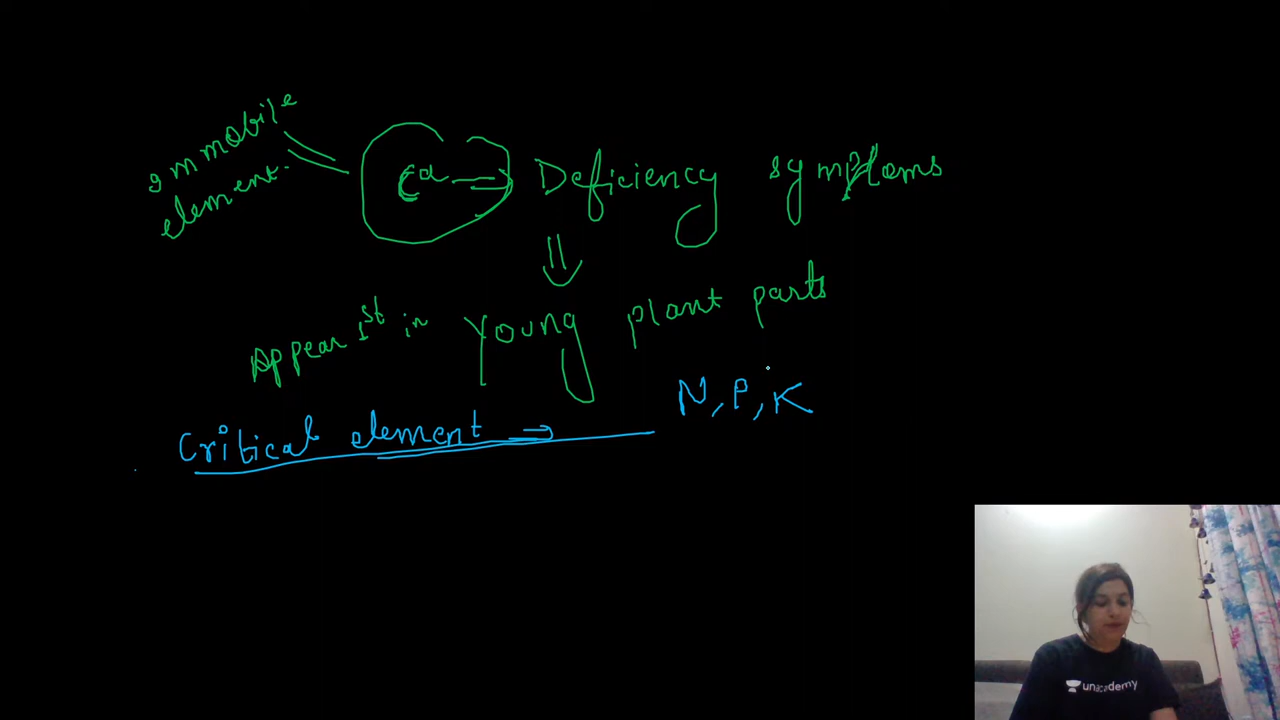 Immobile
element.
Ca ⇒ Deficiency symptoms
⇓
Appear 1st in young plant parts
N, P, K
Critical element ⇒
unacademy